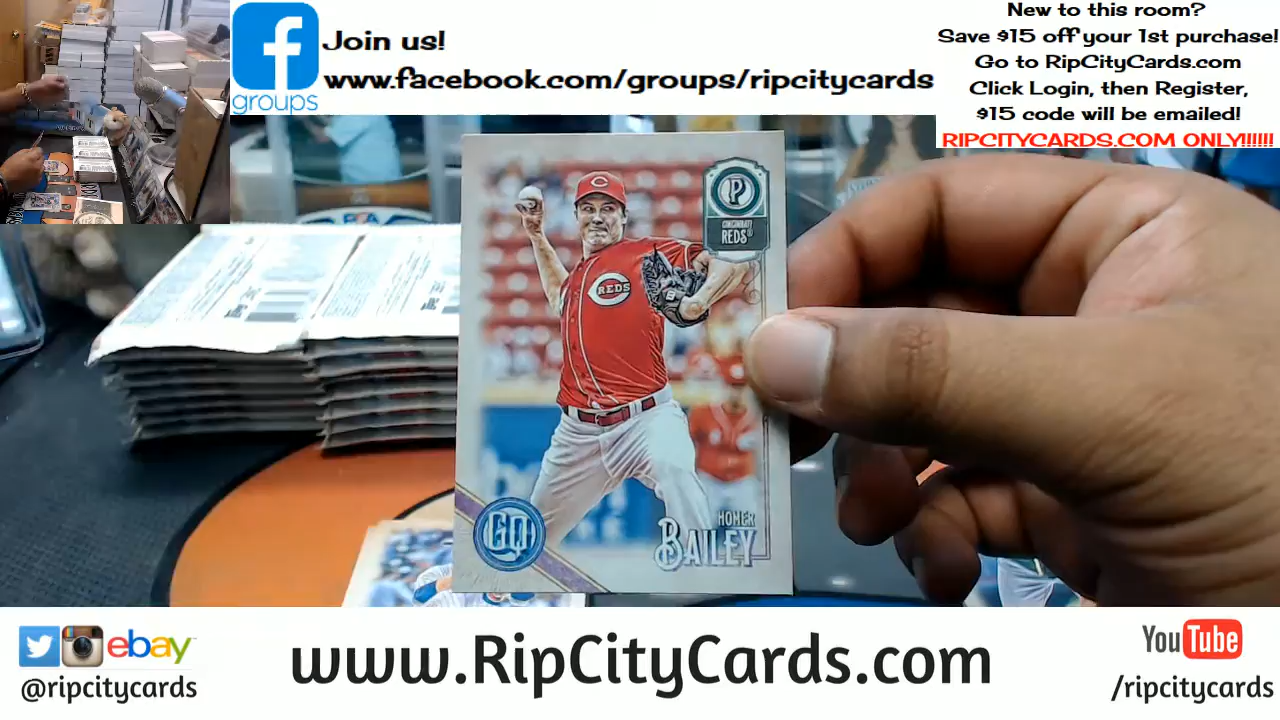 Join us!
www.facebook.com/groups/ripcitycards
groups
New to this room?
Save $15 off your 1st purchase!
Go to RipCityCards.com
Click Login, then Register,
$15 code will be emailed!
RIPCITYCARDS.COM ONLY!!!!!!
P
CINCINNATI
REDS®
REDS
GQ
HOMER
BAILEY
ebay
@ripcitycards
www.RipCityCards.com
YouTube
/ripcitycards